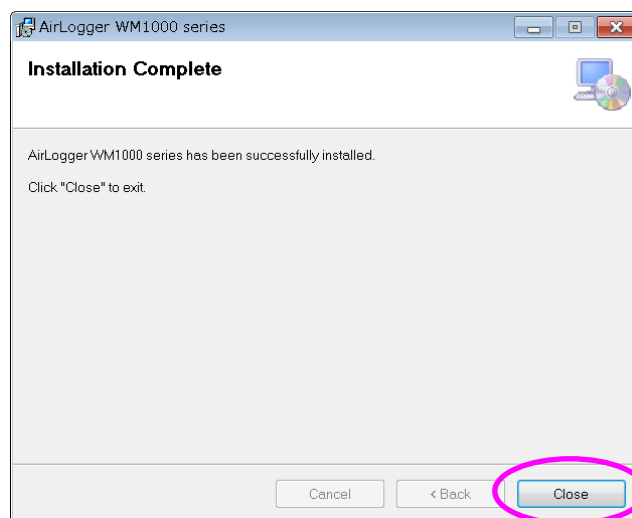 AirLogger WM1000 series
Installation Complete
AirLogger WM1000 series has been successfully installed.
Click "Close" to exit.
Cancel
< Back
Close